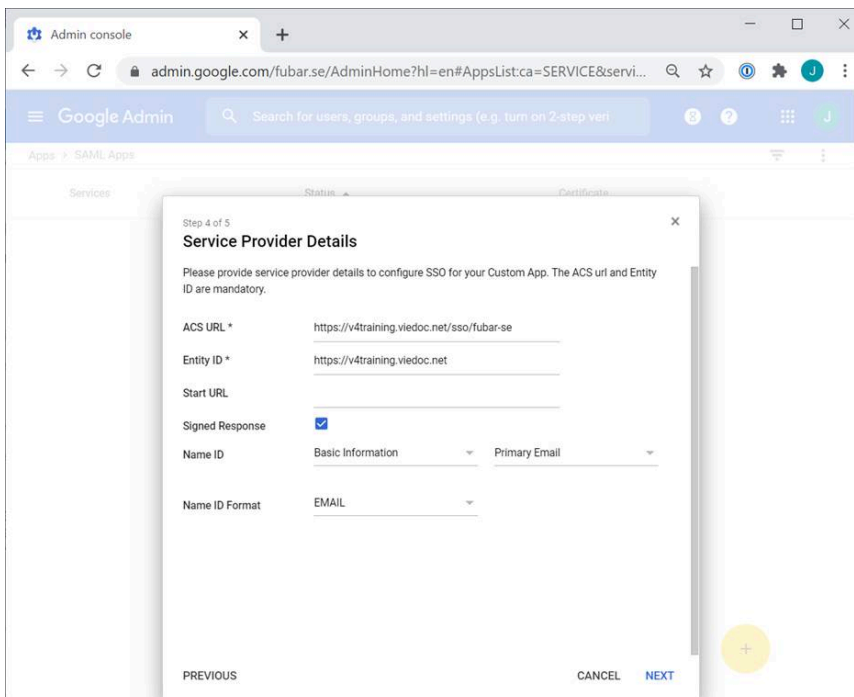 Admin console
admin.google.com/fubar.se/AdminHome?hl=en#AppsList:ca=SERVICE&servi...
J
Google Admin
Search for users, groups, and settings (e.g. turn on 2-step veri
8
?
J
Apps > SAML Apps
Services Status Certificate
Step 4 of 5
Service Provider Details
Please provide service provider details to configure SSO for your Custom App. The ACS url and Entity
ID are mandatory.
ACS URL * https://v4training.viedoc.net/sso/fubar-se
Entity ID * https://v4training.viedoc.net
Start URL
Signed Response
Name ID Basic Information Primary Email
Name ID Format EMAIL
PREVIOUS CANCEL NEXT